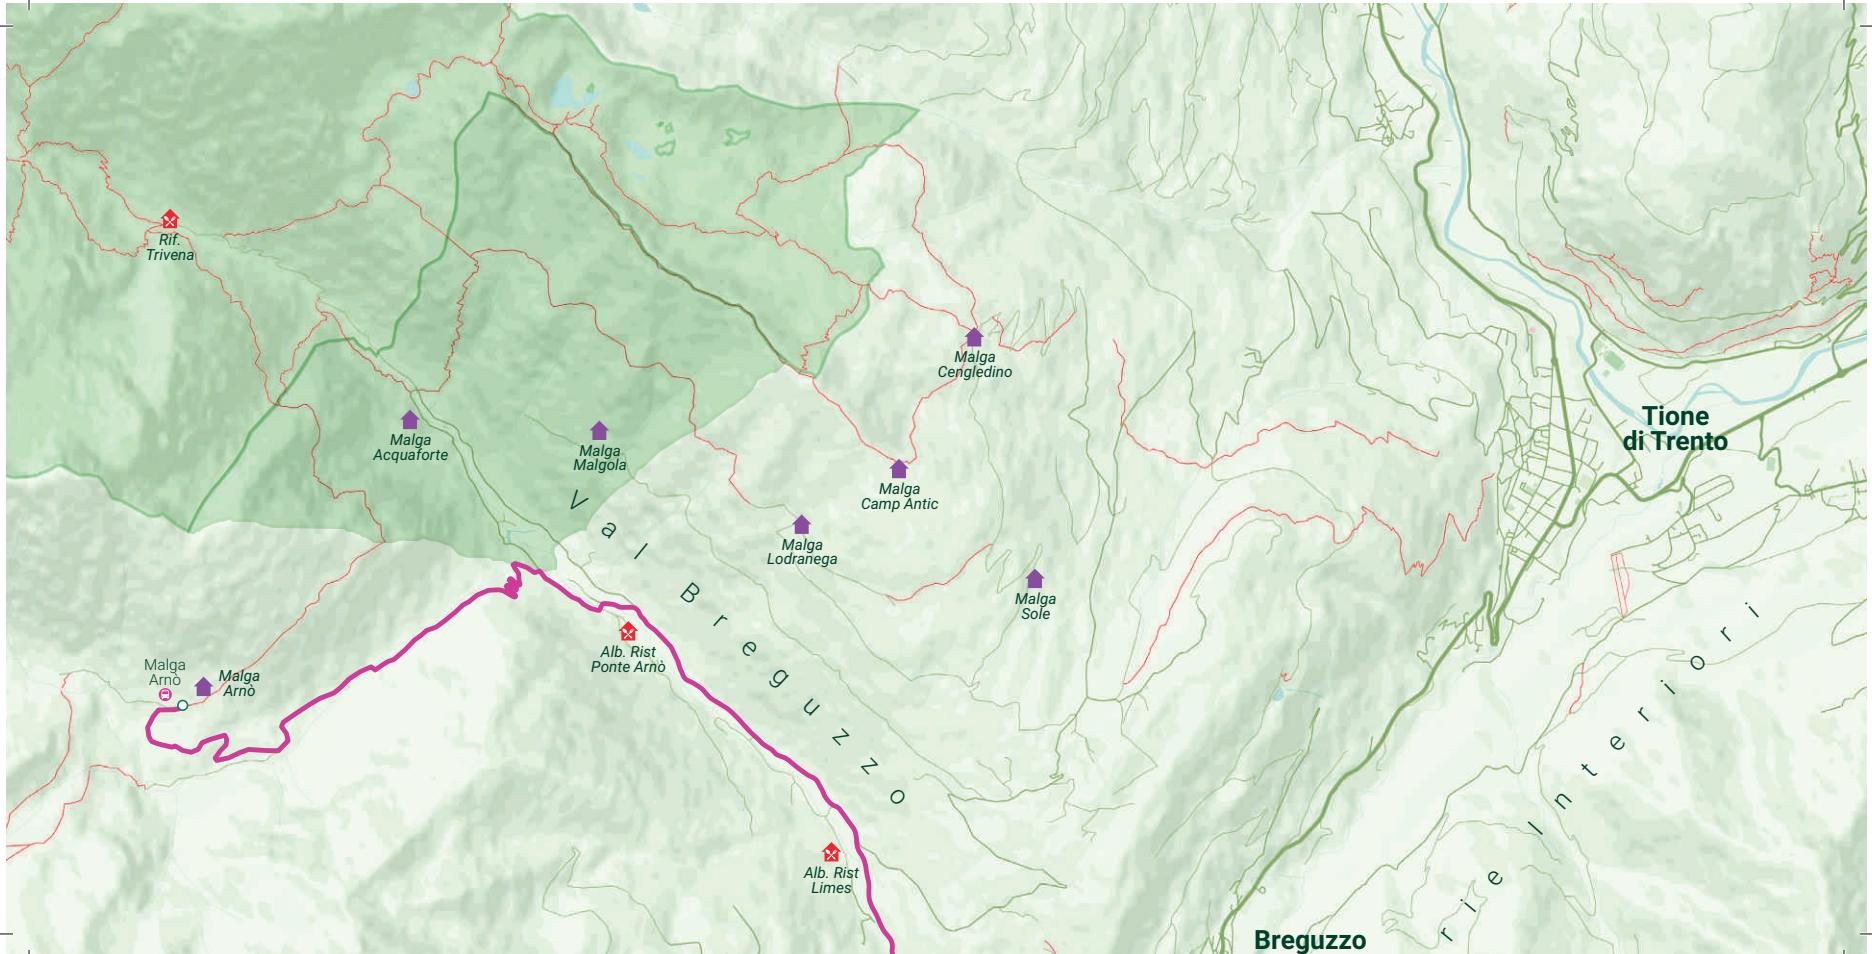 Rif.
Trivena
Malga
Cengledino
Tione
di Trento
Malga
Acquaforte
Malga
Malgola
Malga
Camp Antic
Malga
Lodranega
Malga
Sole
Val Breguzzo
Alb. Rist
Ponte Arnò
Malga
Arnò
Malga
Arnò
Alb. Rist
Limes
rie Interiori
Breguzzo